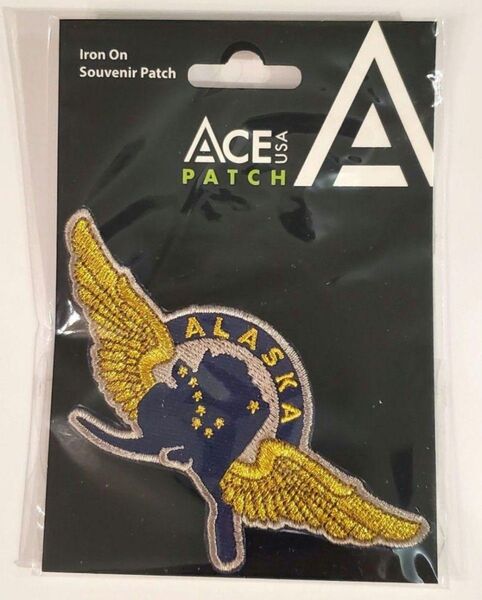 Iron On
Souvenir Patch
ACE USA
PATCH
A
ALASKA